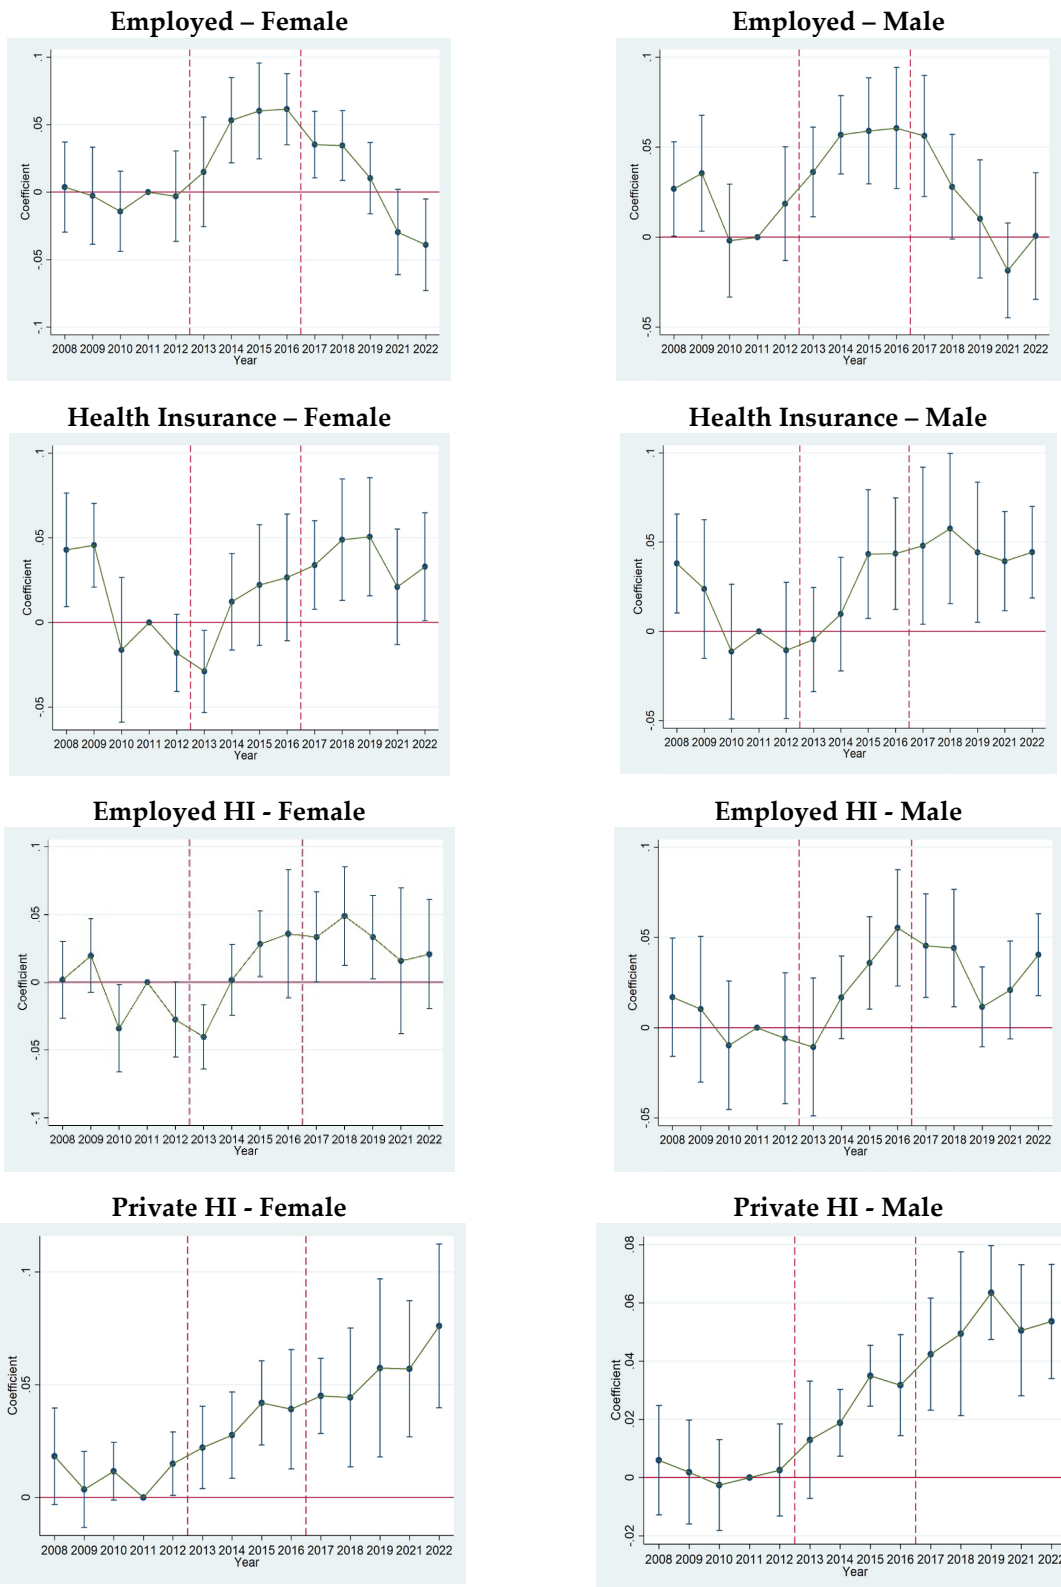 Employed – Female
Employed – Male
.1
.05
0
-.05
-.1
Coefficient
2008 2009 2010 2011 2012 2013 2014 2015 2016 2017 2018 2019 2021 2022
Year
.1
.05
0
-.05
Coefficient
2008 2009 2010 2011 2012 2013 2014 2015 2016 2017 2018 2019 2021 2022
Year
Health Insurance – Female
Health Insurance – Male
.1
.05
0
-.05
Coefficient
2008 2009 2010 2011 2012 2013 2014 2015 2016 2017 2018 2019 2021 2022
Year
.1
.05
0
-.05
Coefficient
2008 2009 2010 2011 2012 2013 2014 2015 2016 2017 2018 2019 2021 2022
Year
Employed HI - Female
Employed HI - Male
.1
.05
0
-.05
-.1
Coefficient
2008 2009 2010 2011 2012 2013 2014 2015 2016 2017 2018 2019 2021 2022
Year
.1
.05
0
-.05
Coefficient
2008 2009 2010 2011 2012 2013 2014 2015 2016 2017 2018 2019 2021 2022
Year
Private HI - Female
Private HI - Male
.1
.05
0
Coefficient
2008 2009 2010 2011 2012 2013 2014 2015 2016 2017 2018 2019 2021 2022
Year
.08
.06
.04
.02
0
-.02
Coefficient
2008 2009 2010 2011 2012 2013 2014 2015 2016 2017 2018 2019 2021 2022
Year